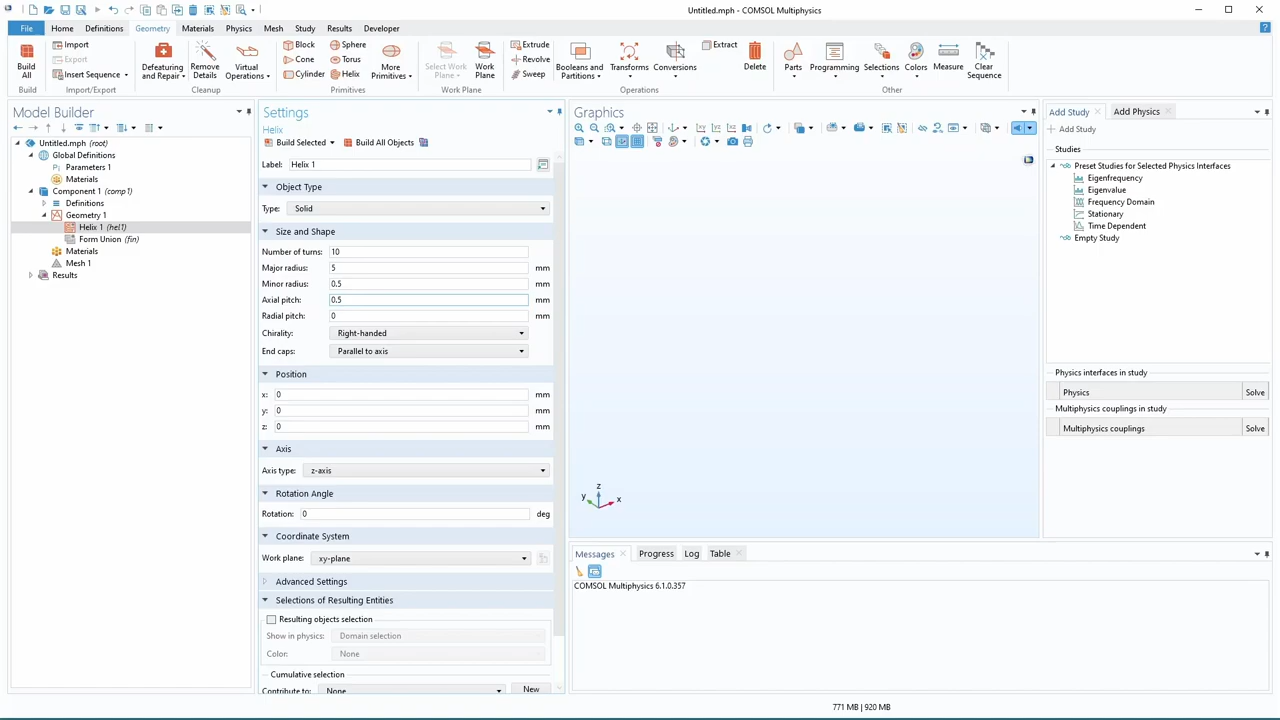 Untitled.mph - COMSOL Multiphysics
File Home Definitions Geometry Materials Physics Mesh Study Results Developer
Build All
Import
Export
Insert Sequence
Defeaturing and Repair
Remove Details
Virtual Operations
Block
Cone
Cylinder
Sphere
Torus
Helix
More Primitives
Select Work Plane
Work Plane
Extrude
Revolve
Sweep
Booleans and Partitions
Transforms
Conversions
Extract
Delete
Parts
Programming
Selections
Colors
Measure
Clear Sequence
Build Import/Export Cleanup Primitives Work Plane Operations Other
Model Builder
Untitled.mph (root)
Global Definitions
Parameters 1
Materials
Component 1 (comp1)
Definitions
Geometry 1
Helix 1 (hel1)
Form Union (fin)
Materials
Mesh 1
Results
Settings
Helix
Build Selected Build All Objects
Label: Helix 1
Object Type
Type: Solid
Size and Shape
Number of turns: 10
Major radius: 5 mm
Minor radius: 0.5 mm
Axial pitch: 0.5 mm
Radial pitch: 0 mm
Chirality: Right-handed
End caps: Parallel to axis
Position
x: 0 mm
y: 0 mm
z: 0 mm
Axis
Axis type: z-axis
Rotation Angle
Rotation: 0 deg
Coordinate System
Work plane: xy-plane
Advanced Settings
Selections of Resulting Entities
Resulting objects selection
Show in physics: Domain selection
Color: None
Cumulative selection
Contribute to: None New
Graphics
z
y
x
Messages Progress Log Table
COMSOL Multiphysics 6.1.0.357
Add Study Add Physics
Add Study
Studies
Preset Studies for Selected Physics Interfaces
Eigenfrequency
Eigenvalue
Frequency Domain
Stationary
Time Dependent
Empty Study
Physics interfaces in study
Physics Solve
Multiphysics couplings in study
Multiphysics couplings Solve
771 MB | 920 MB